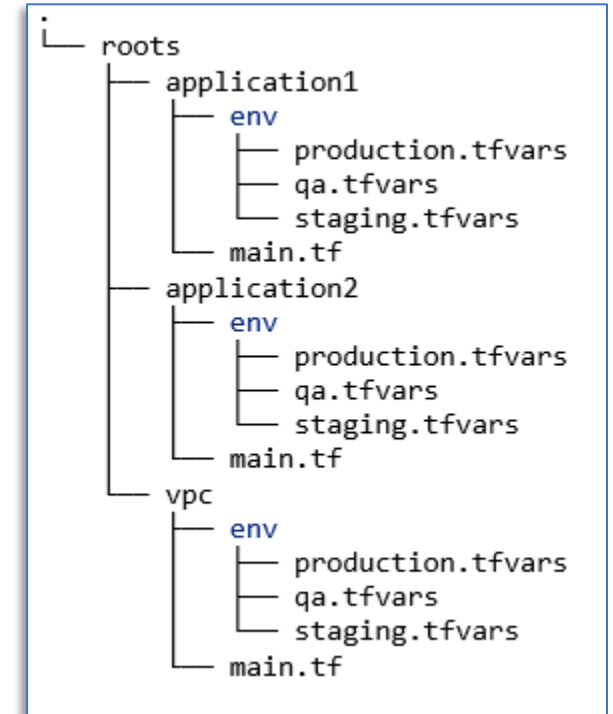 .
└── roots
    ├── application1
    │   ├── env
    │   │   ├── production.tfvars
    │   │   ├── qa.tfvars
    │   │   └── staging.tfvars
    │   └── main.tf
    ├── application2
    │   ├── env
    │   │   ├── production.tfvars
    │   │   ├── qa.tfvars
    │   │   └── staging.tfvars
    │   └── main.tf
    └── vpc
        ├── env
        │   ├── production.tfvars
        │   ├── qa.tfvars
        │   └── staging.tfvars
        └── main.tf